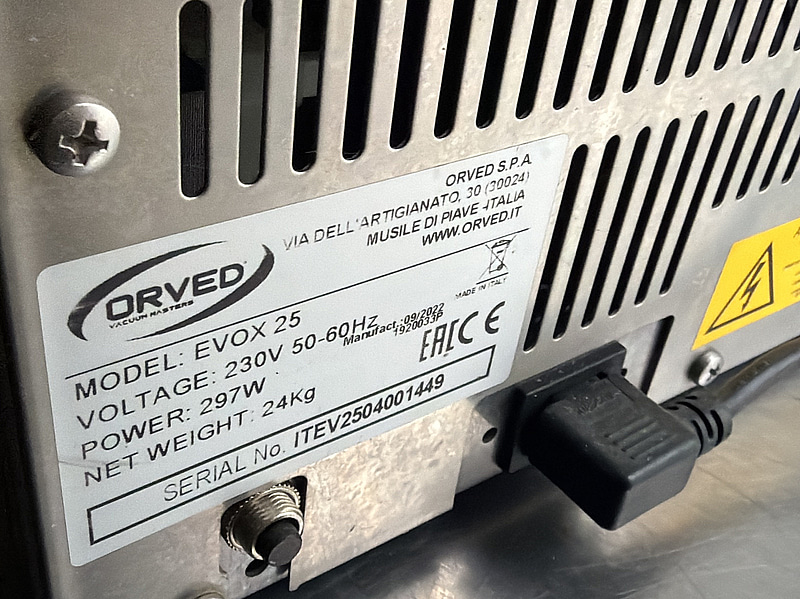 ORVED S.P.A.
VIA DELL'ARTIGIANATO, 30 (30024)
MUSILE DI PIAVE -ITALIA
WWW.ORVED.IT
ORVED
VACUUM MASTERS
MADE IN ITALY
MODEL: EVOX 25
VOLTAGE: 230V 50-60HZ
Manufact.:09/2022
1920033P
POWER: 297W
EAC CE
NET WEIGHT: 24Kg
SERIAL No. ITEV2504001449